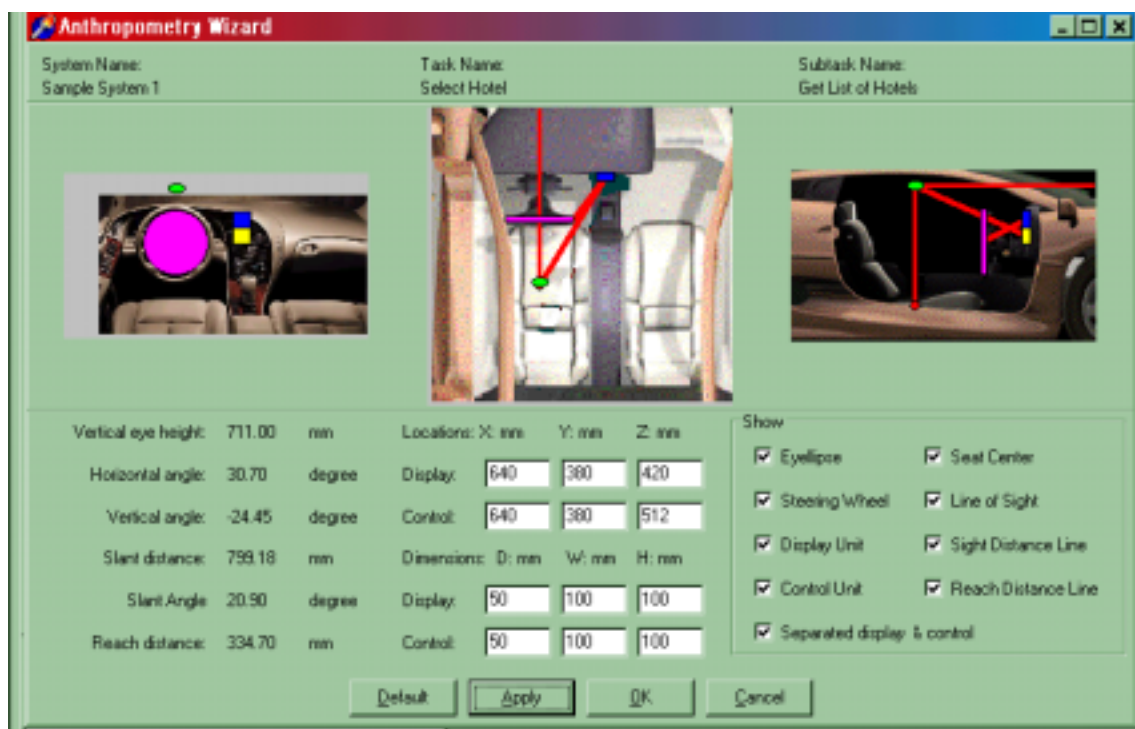 Anthropometry Wizard
System Name: Task Name: Subtask Name:
Sample System 1 Select Hotel Get List of Hotels
Vertical eye height: 711.00 mm Locations: X: mm Y: mm Z: mm Show
Horizontal angle: 30.70 degree Display: 640 380 420 Eyellipse Seat Center
Vertical angle: -24.45 degree Control: 640 380 512 Steering Wheel Line of Sight
Slant distance: 799.18 mm Dimensions: D: mm W: mm H: mm Display Unit Sight Distance Line
Slant Angle 20.90 degree Display: 50 100 100 Control Unit Reach Distance Line
Reach distance: 334.70 mm Control: 50 100 100 Separated display & control
Default Apply OK Cancel